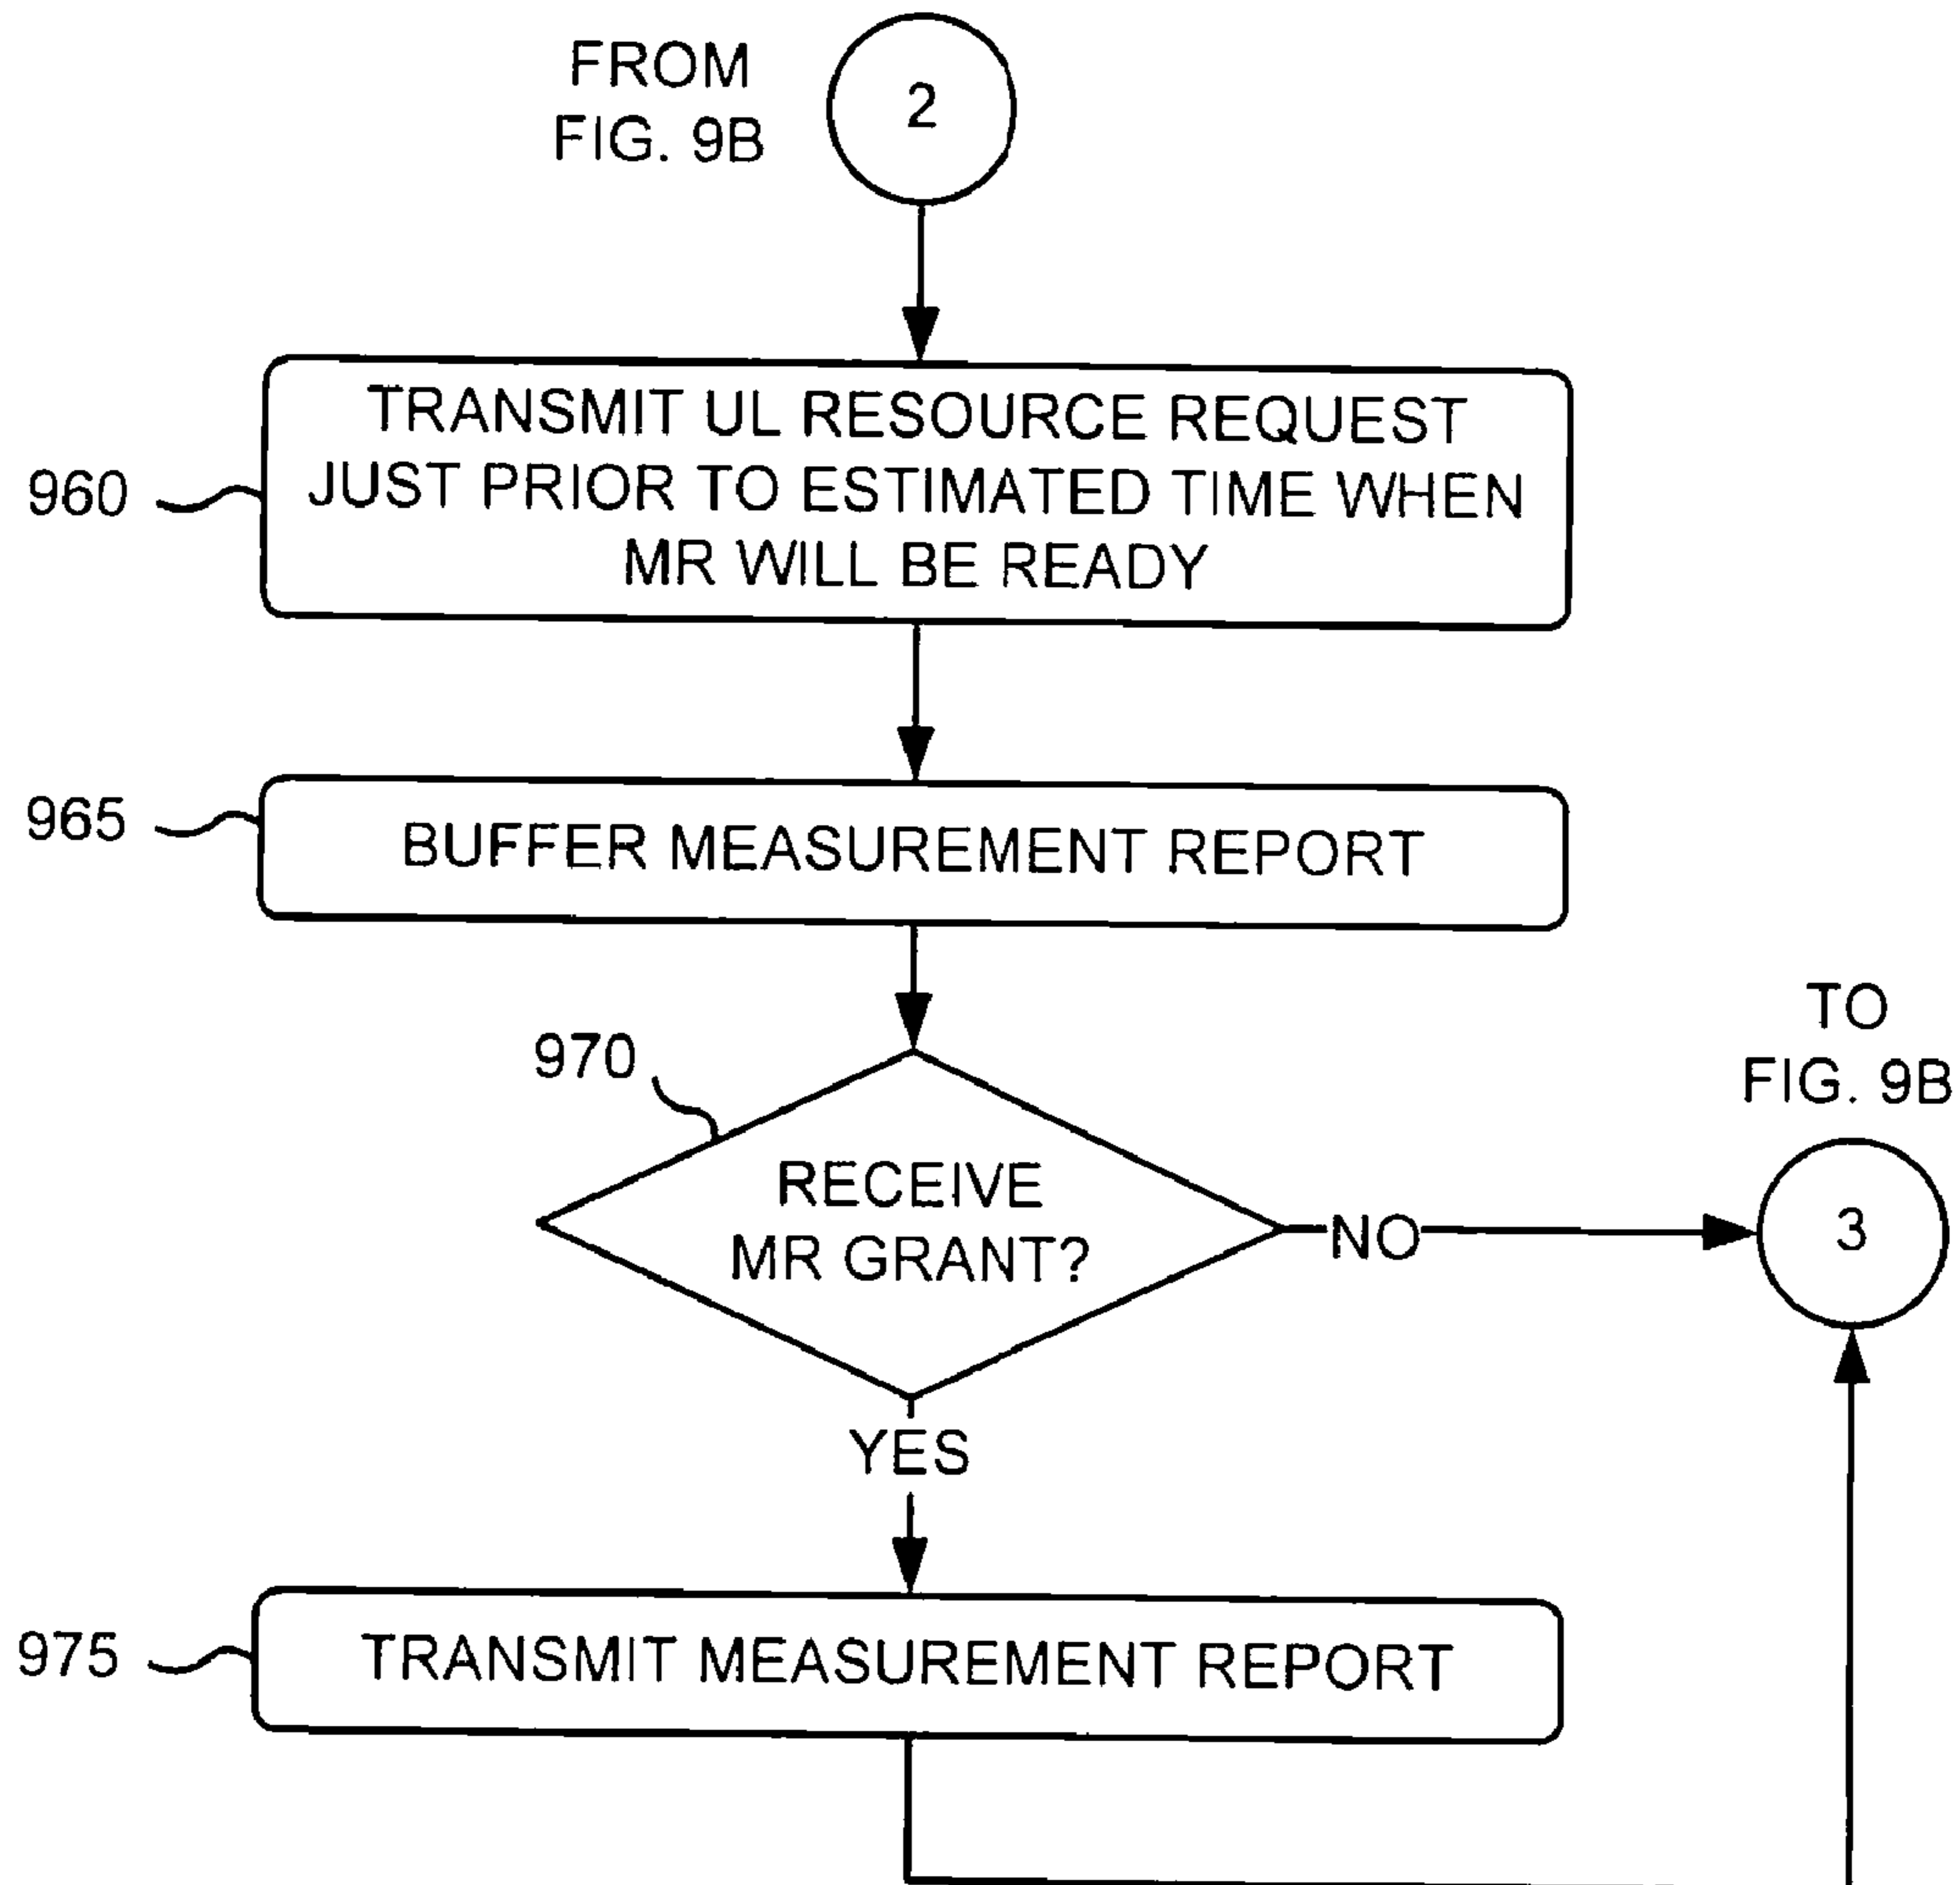 FROM
FIG. 9B
2
TRANSMIT UL RESOURCE REQUEST
JUST PRIOR TO ESTIMATED TIME WHEN
MR WILL BE READY
960
BUFFER MEASUREMENT REPORT
965
970
RECEIVE
MR GRANT?
NO
TO
FIG. 9B
3
YES
TRANSMIT MEASUREMENT REPORT
975